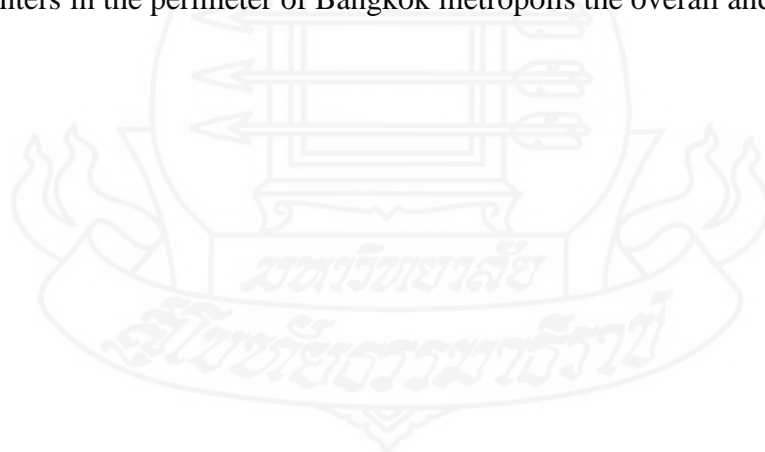 nters in the perimeter of Bangkok metropolis the overall and
มหาวิทยาลัย
สุโขทัยธรรมาธิราช